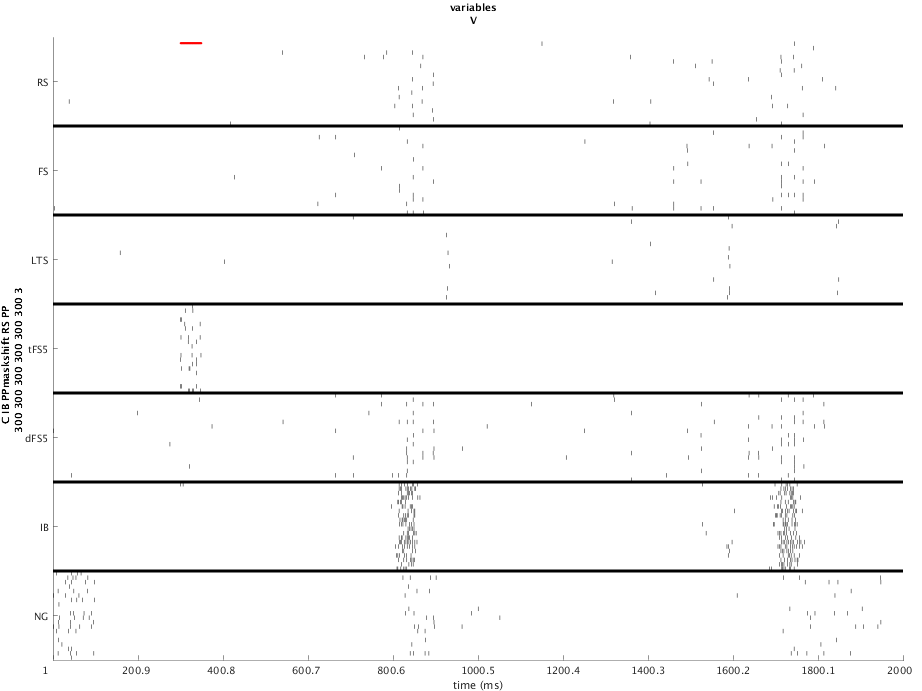 variables
V
RS
FS
LTS
tFS5
dFS5
IB
NG
C IB PPmaskshift RS PP
300 300 300 300 300 300 300 3
1 200.9 400.8 600.7 800.6 1000.5 1200.4 1400.3 1600.2 1800.1 2000
time (ms)